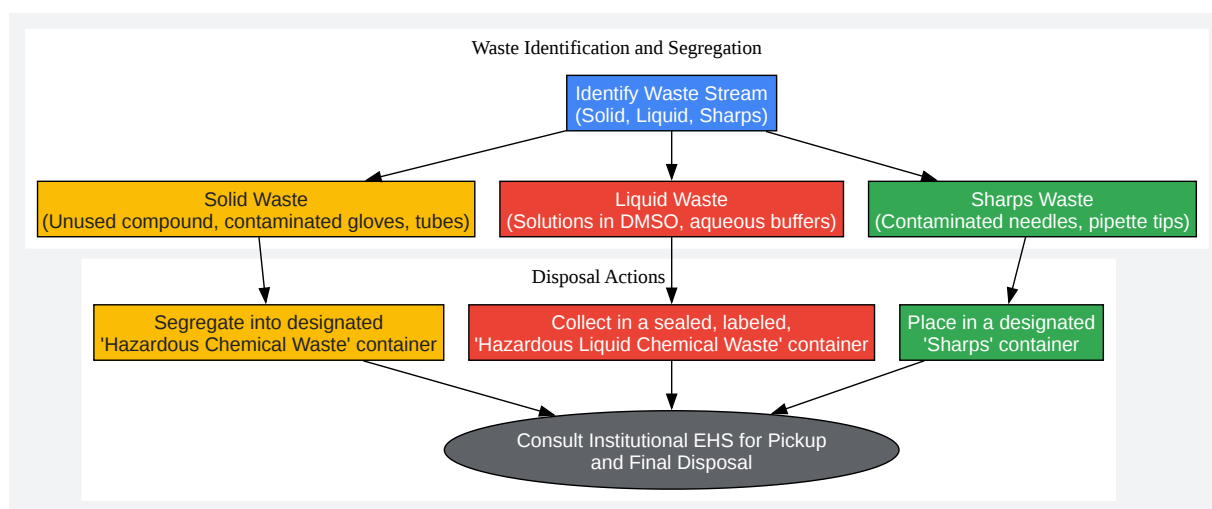 Waste Identification and Segregation
Identify Waste Stream
(Solid, Liquid, Sharps)
Solid Waste
(Unused compound, contaminated gloves, tubes)
Liquid Waste
(Solutions in DMSO, aqueous buffers)
Sharps Waste
(Contaminated needles, pipette tips)
Disposal Actions
Segregate into designated
'Hazardous Chemical Waste' container
Collect in a sealed, labeled,
'Hazardous Liquid Chemical Waste' container
Place in a designated
'Sharps' container
Consult Institutional EHS for Pickup
and Final Disposal